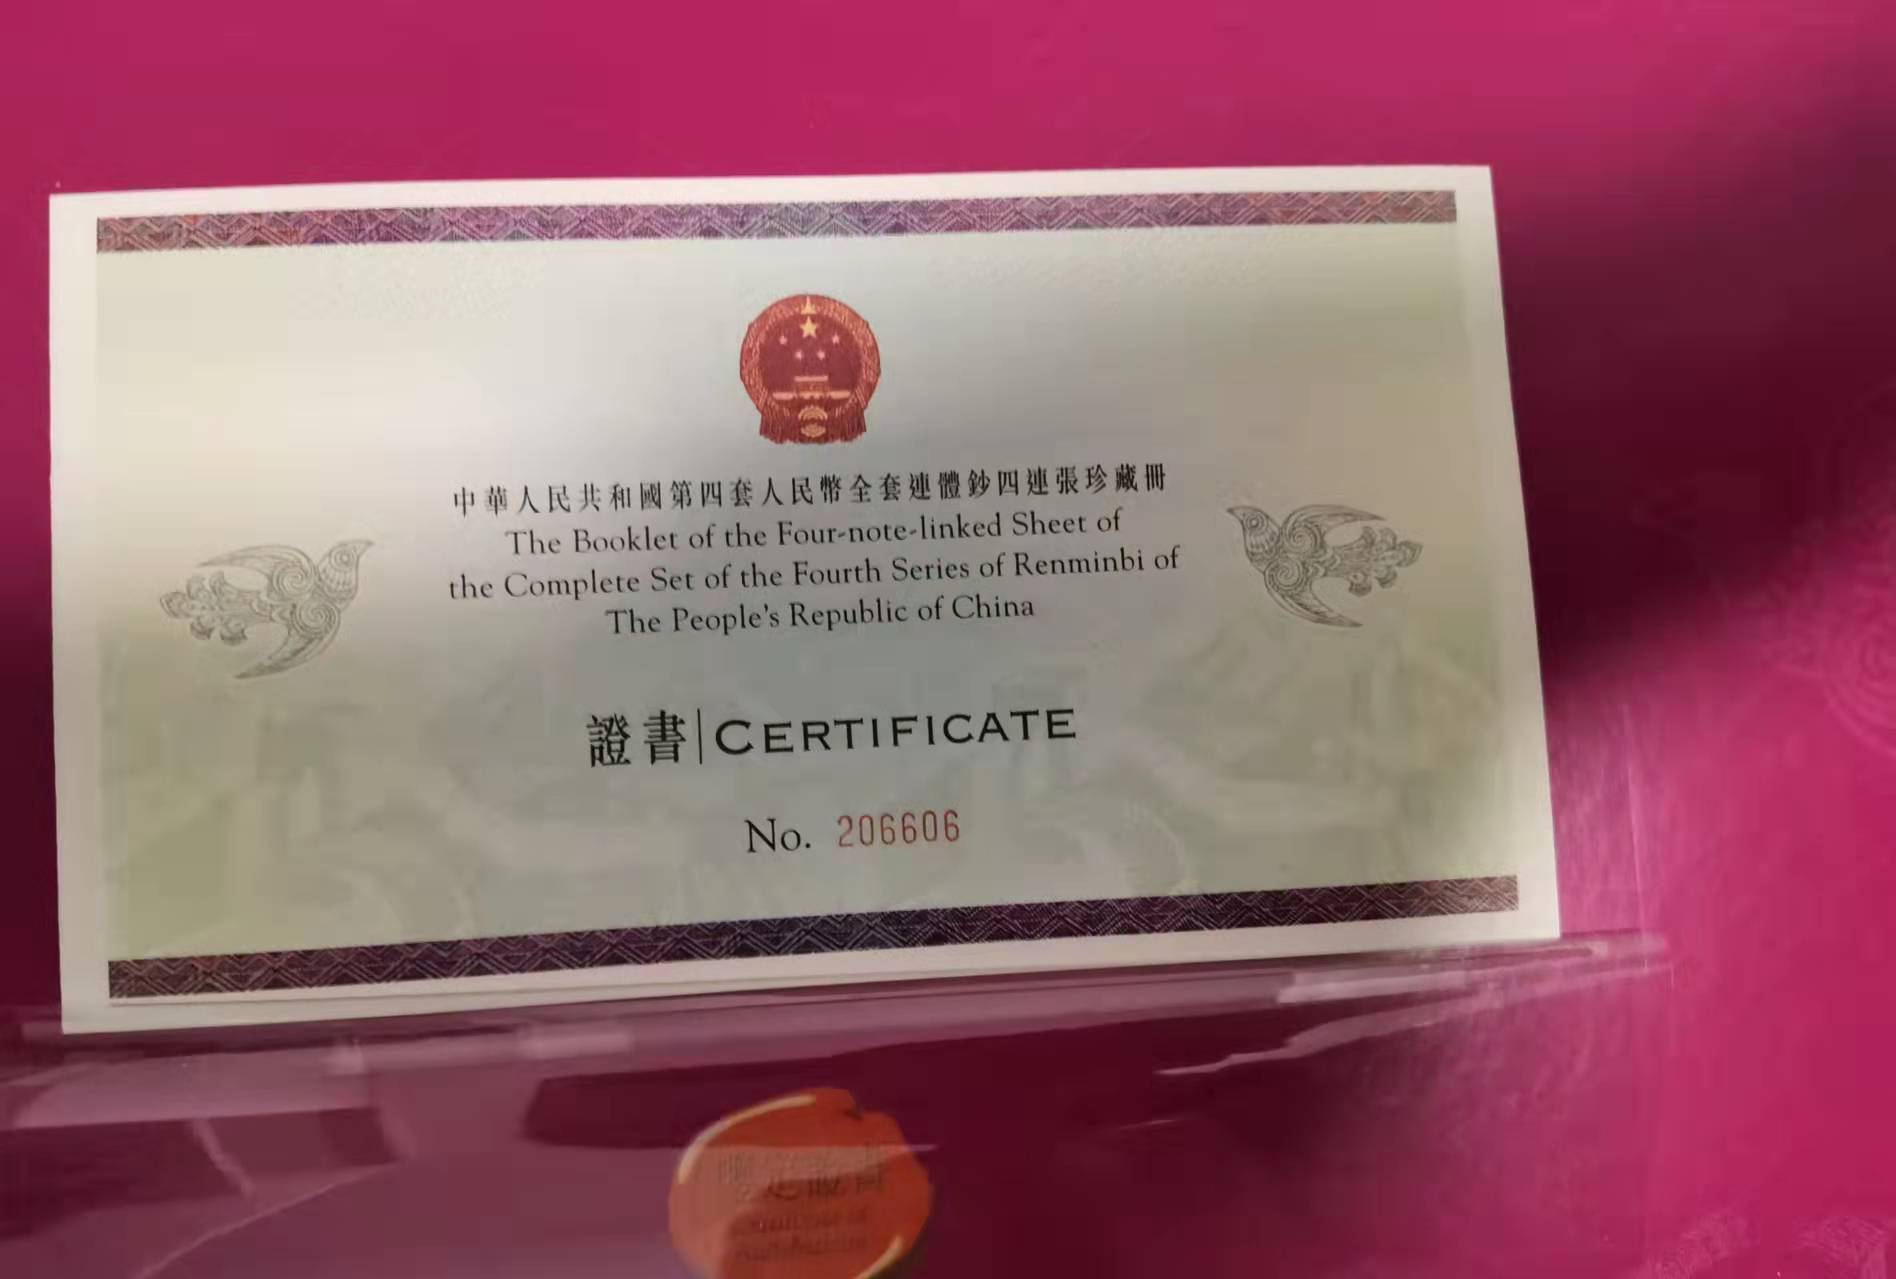 中華人民共和國第四套人民幣全套連體鈔四連張珍藏冊
The Booklet of the Four-note-linked Sheet of
the Complete Set of the Fourth Series of Renminbi of
The People's Republic of China
證書|CERTIFICATE
No. 206606